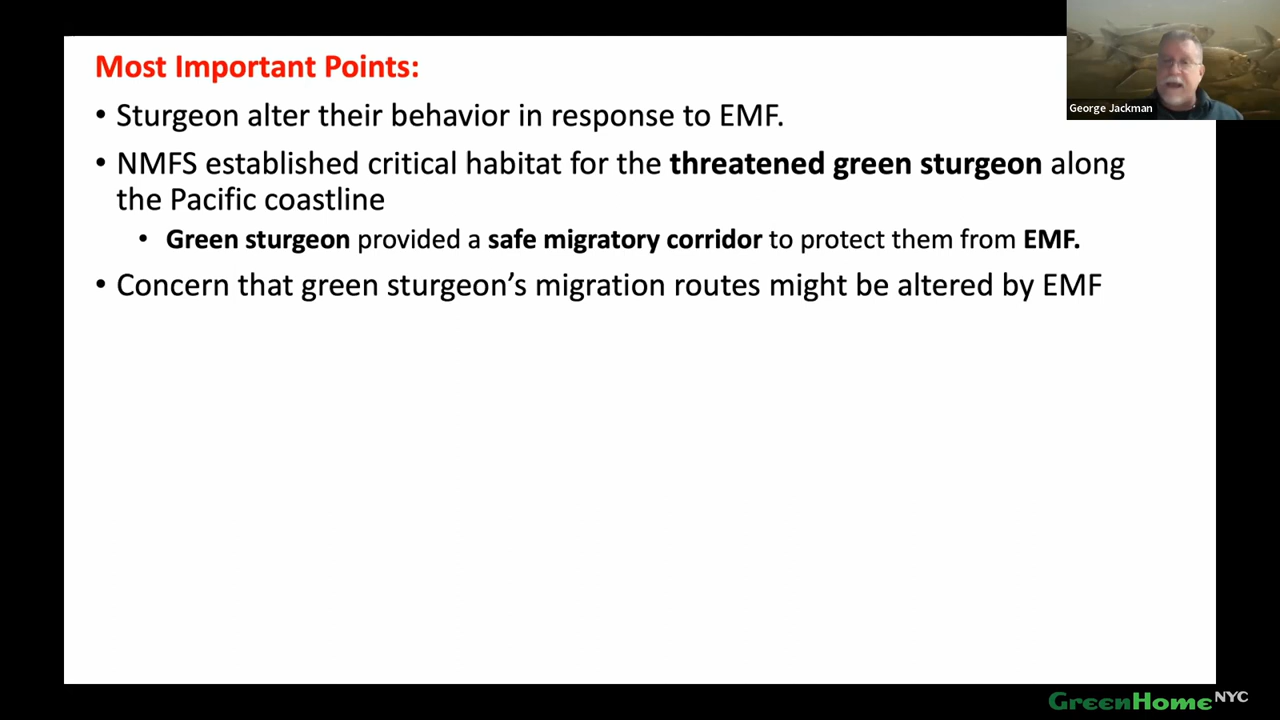 Most Important Points:
• Sturgeon alter their behavior in response to EMF.
• NMFS established critical habitat for the threatened green sturgeon along
the Pacific coastline
• Green sturgeon provided a safe migratory corridor to protect them from EMF.
• Concern that green sturgeon’s migration routes might be altered by EMF
George Jackman
GreenHomeNYC